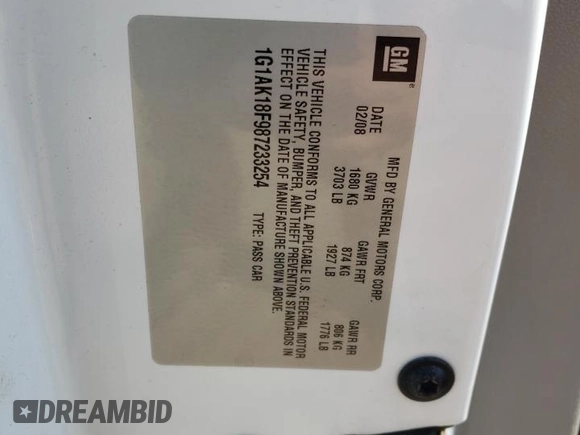 GM
®
MFD BY GENERAL MOTORS CORP.
DATE GVWR GAWR FRT GAWR RR
02/08 1680 KG 874 KG 806 KG
3703 LB 1927 LB 1776 LB
THIS VEHICLE CONFORMS TO ALL APPLICABLE U.S. FEDERAL MOTOR
VEHICLE SAFETY, BUMPER, AND THEFT PREVENTION STANDARDS IN
EFFECT ON THE DATE OF MANUFACTURE SHOWN ABOVE.
1G1AK18F987233254 TYPE: PASS CAR
DREAMBID